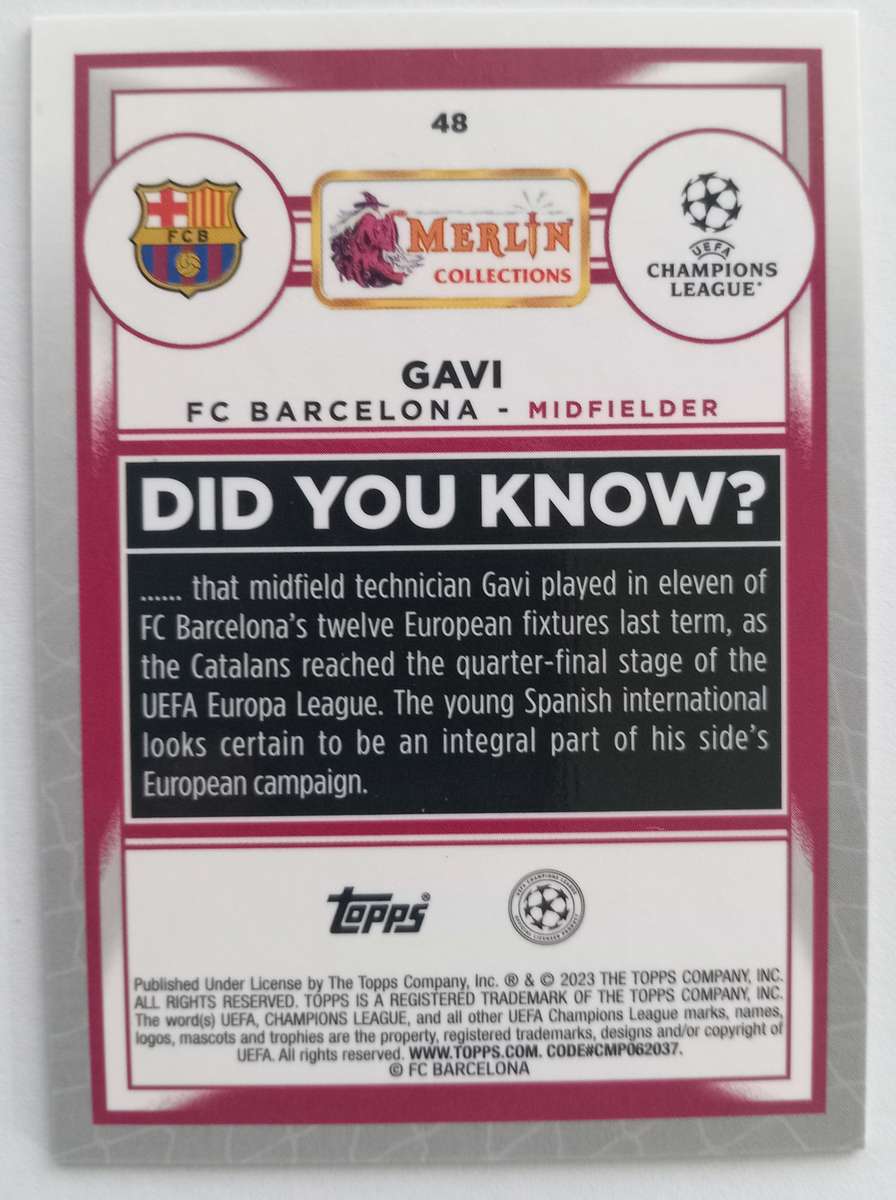 48
FCB
MERLIN
COLLECTIONS
UEFA
CHAMPIONS
LEAGUE®
GAVI
FC BARCELONA - MIDFIELDER
DID YOU KNOW?
...... that midfield technician Gavi played in eleven of
FC Barcelona's twelve European fixtures last term, as
the Catalans reached the quarter-final stage of the
UEFA Europa League. The young Spanish international
looks certain to be an integral part of his side's
European campaign.
Topps®
UEFA CHAMPIONS LEAGUE
OFFICIAL LICENSED PRODUCT
Published Under License by The Topps Company, Inc. ® & © 2023 THE TOPPS COMPANY, INC.
ALL RIGHTS RESERVED. TOPPS IS A REGISTERED TRADEMARK OF THE TOPPS COMPANY, INC.
The word(s) UEFA, CHAMPIONS LEAGUE, and all other UEFA Champions League marks, names,
logos, mascots and trophies are the property, registered trademarks, designs and/or copyright of
UEFA. All rights reserved. WWW.TOPPS.COM. CODE#CMP062037.
© FC BARCELONA